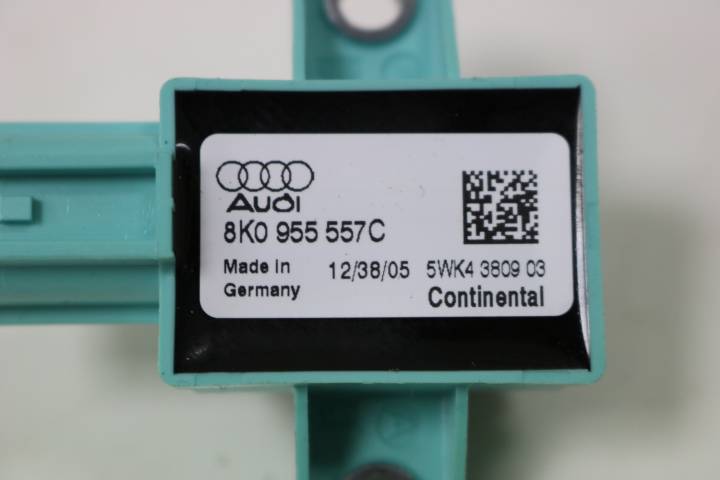 Audi
8K0 955 557C
Made in Germany
12/38/05
5WK4 3809 03
Continental